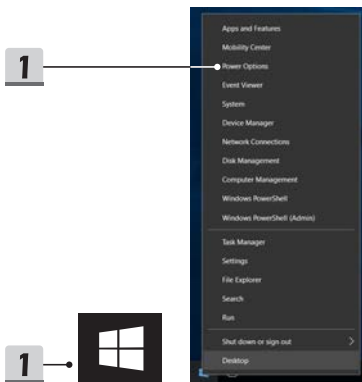 1
Apps and Features
Mobility Center
Power Options
Event Viewer
System
Device Manager
Network Connections
Disk Management
Computer Management
Windows PowerShell
Windows PowerShell (Admin)
Task Manager
Settings
File Explorer
Search
Run
Shut down or sign out
Desktop
1